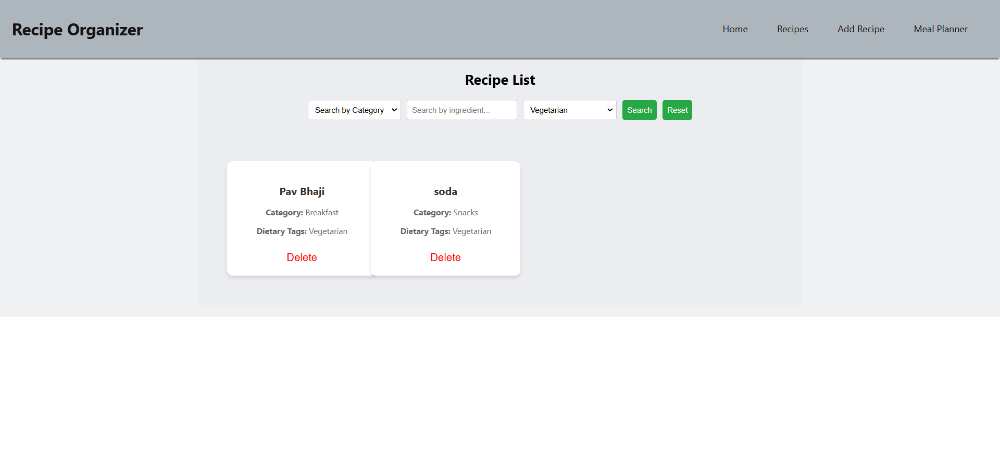 Recipe Organizer
Home Recipes Add Recipe Meal Planner
Recipe List
Search by Category Search by ingredient... Vegetarian Search Reset
Pav Bhaji
Category: Breakfast
Dietary Tags: Vegetarian
Delete
soda
Category: Snacks
Dietary Tags: Vegetarian
Delete